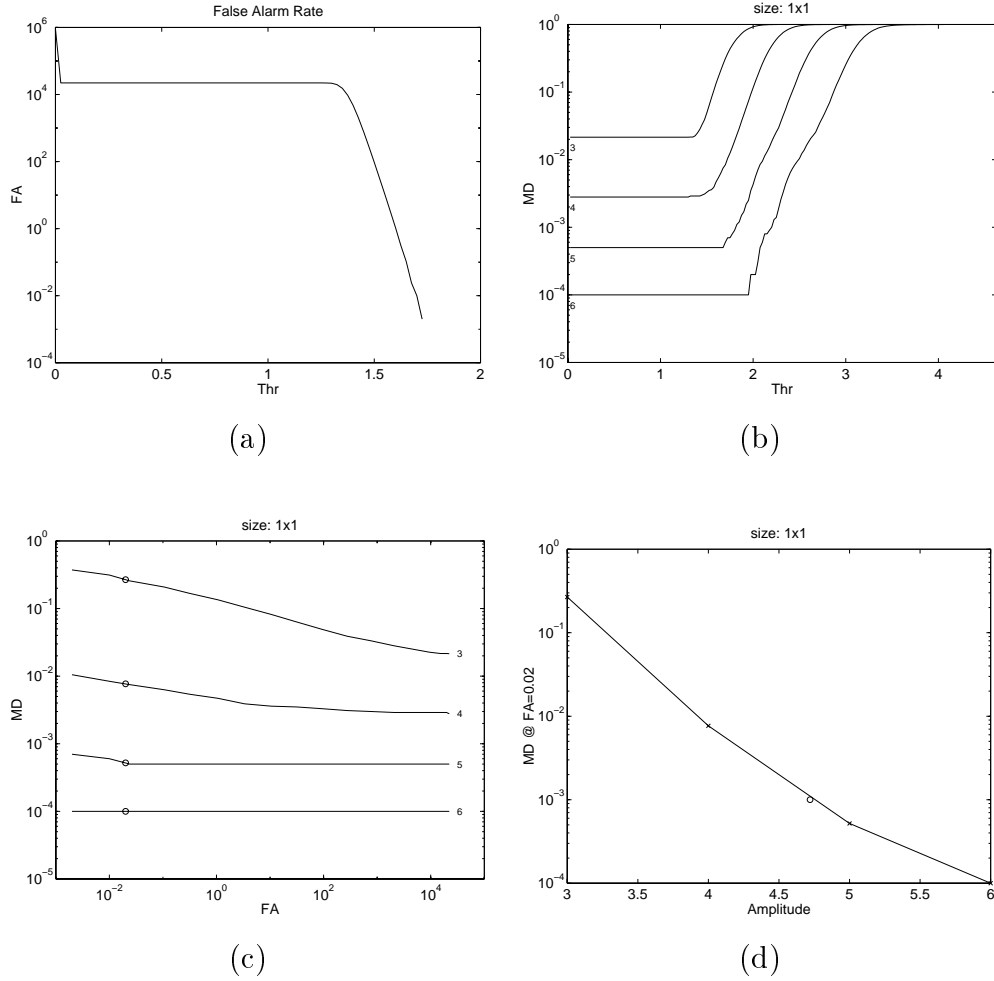 False Alarm Rate
10^6
10^4
10^2
10^0
10^−2
10^−4
FA
0 0.5 1 1.5 2
Thr
(a)
size: 1x1
10^0
10^−1
10^−2
10^−3
10^−4
10^−5
MD
3
4
5
6
0 1 2 3 4
Thr
(b)
size: 1x1
10^0
10^−1
10^−2
10^−3
10^−4
10^−5
MD
3
4
5
6
10^−2 10^0 10^2 10^4
FA
(c)
size: 1x1
10^0
10^−1
10^−2
10^−3
10^−4
MD @ FA=0.02
3 3.5 4 4.5 5 5.5 6
Amplitude
(d)